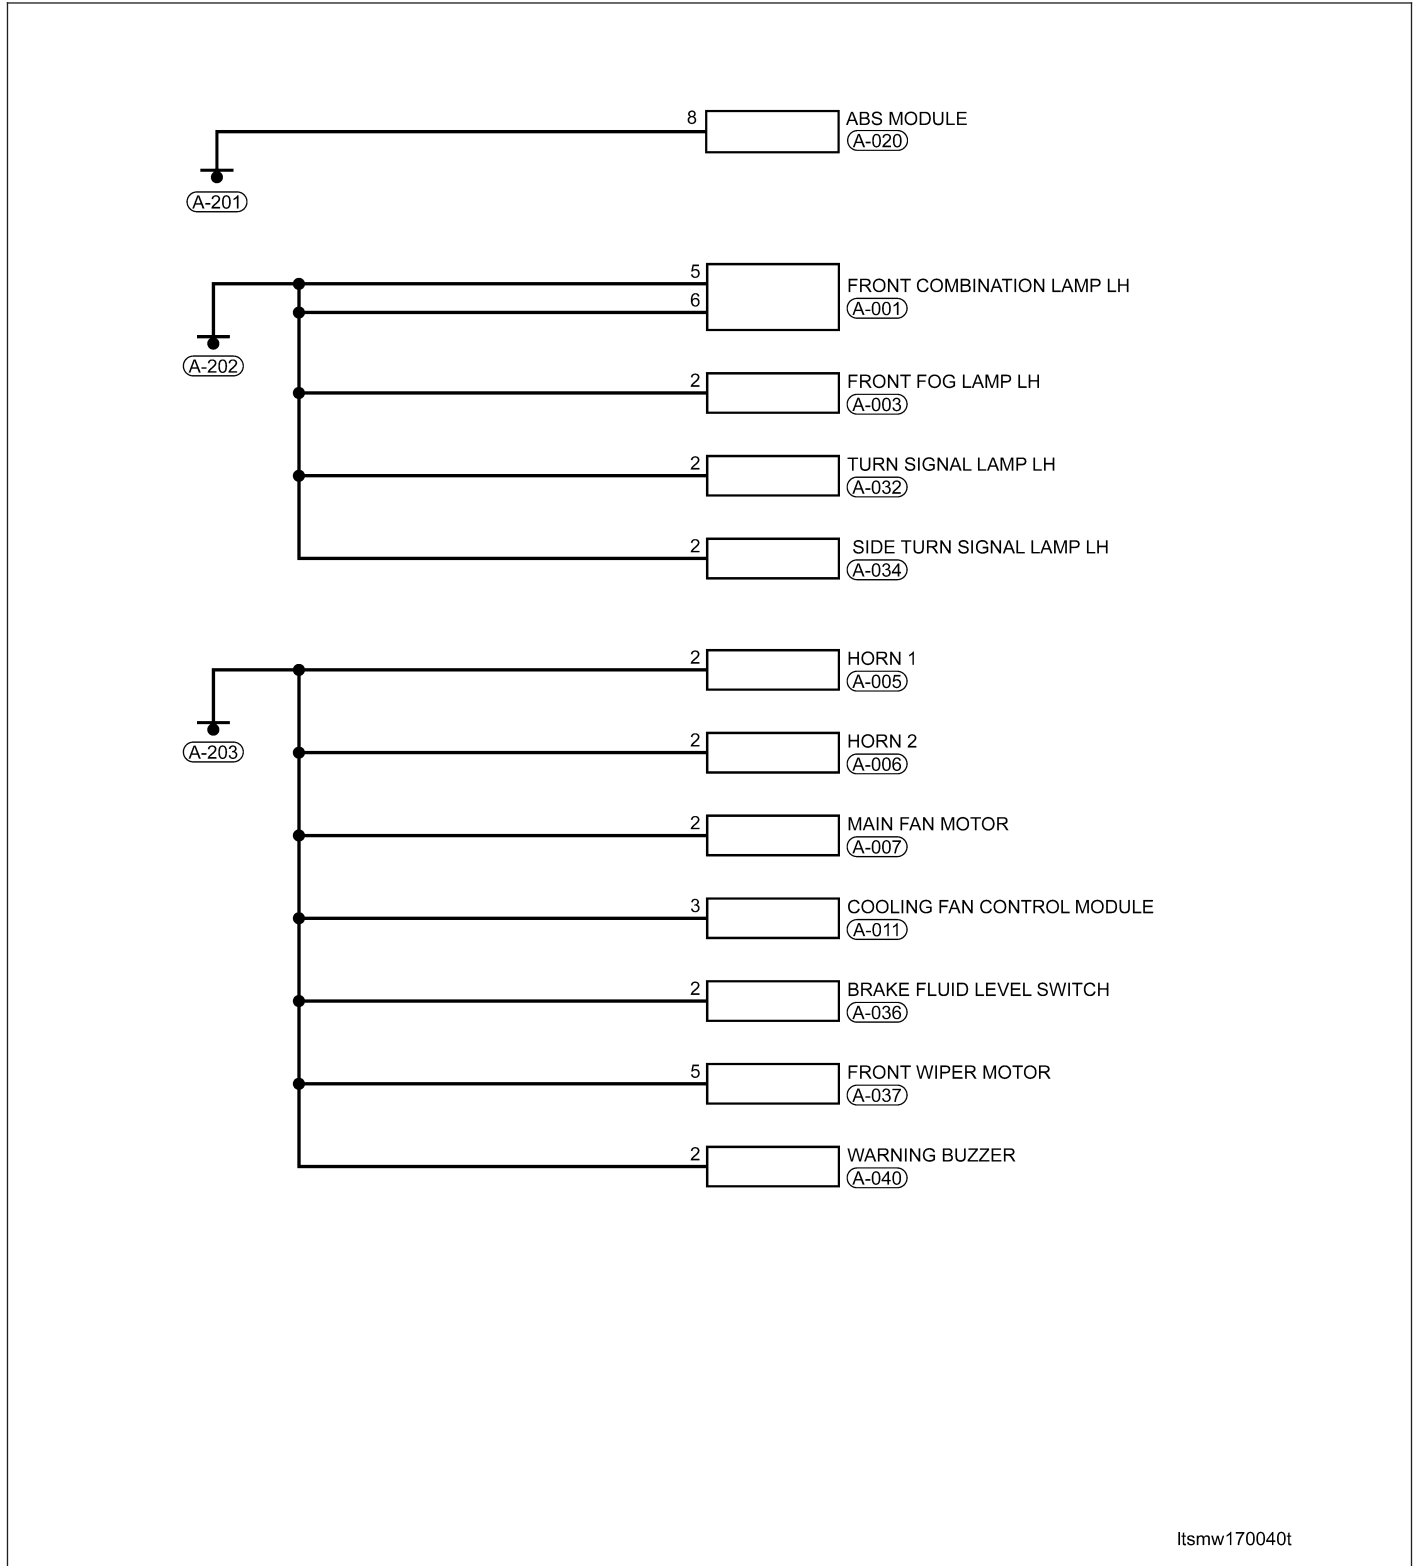 8 ABS MODULE
A-020
A-201
5 FRONT COMBINATION LAMP LH
6 A-001
A-202
2 FRONT FOG LAMP LH
A-003
2 TURN SIGNAL LAMP LH
A-032
2 SIDE TURN SIGNAL LAMP LH
A-034
2 HORN 1
A-005
A-203
2 HORN 2
A-006
2 MAIN FAN MOTOR
A-007
3 COOLING FAN CONTROL MODULE
A-011
2 BRAKE FLUID LEVEL SWITCH
A-036
5 FRONT WIPER MOTOR
A-037
2 WARNING BUZZER
A-040
ltsmw170040t